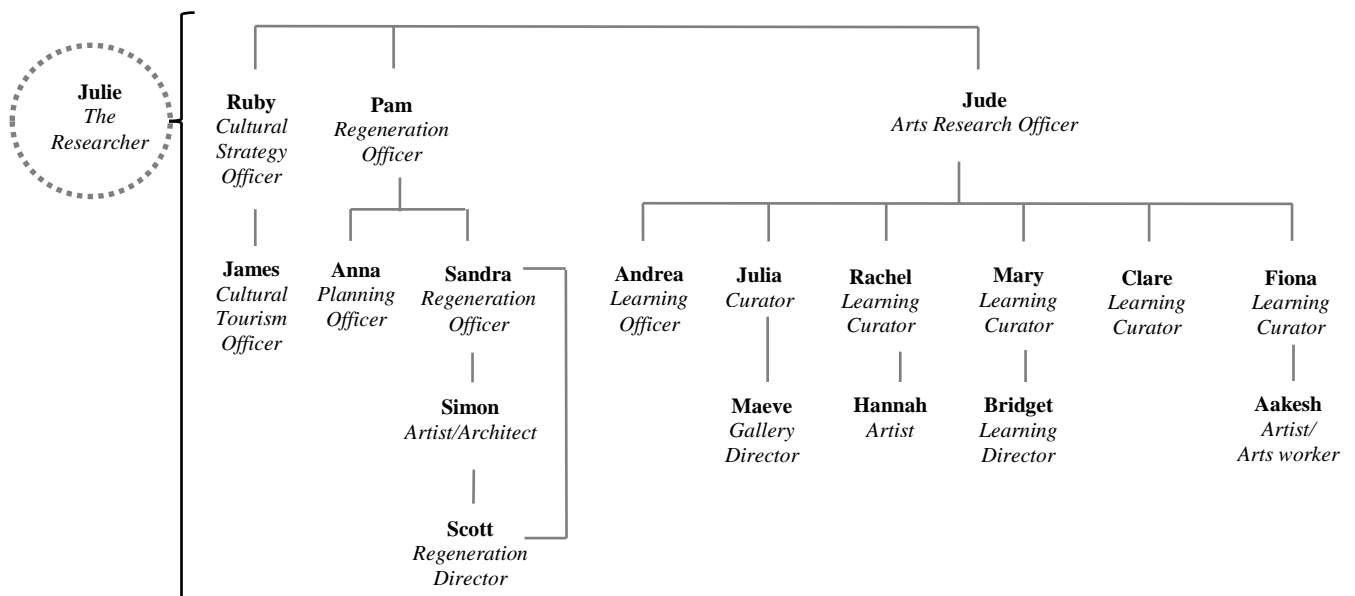 Julie
The
Researcher
Ruby
Cultural
Strategy
Officer
Pam
Regeneration
Officer
Jude
Arts Research Officer
James
Cultural
Tourism
Officer
Anna
Planning
Officer
Sandra
Regeneration
Officer
Andrea
Learning
Officer
Julia
Curator
Rachel
Learning
Curator
Mary
Learning
Curator
Clare
Learning
Curator
Fiona
Learning
Curator
Simon
Artist/Architect
Maeve
Gallery
Director
Hannah
Artist
Bridget
Learning
Director
Aakesh
Artist/
Arts worker
Scott
Regeneration
Director